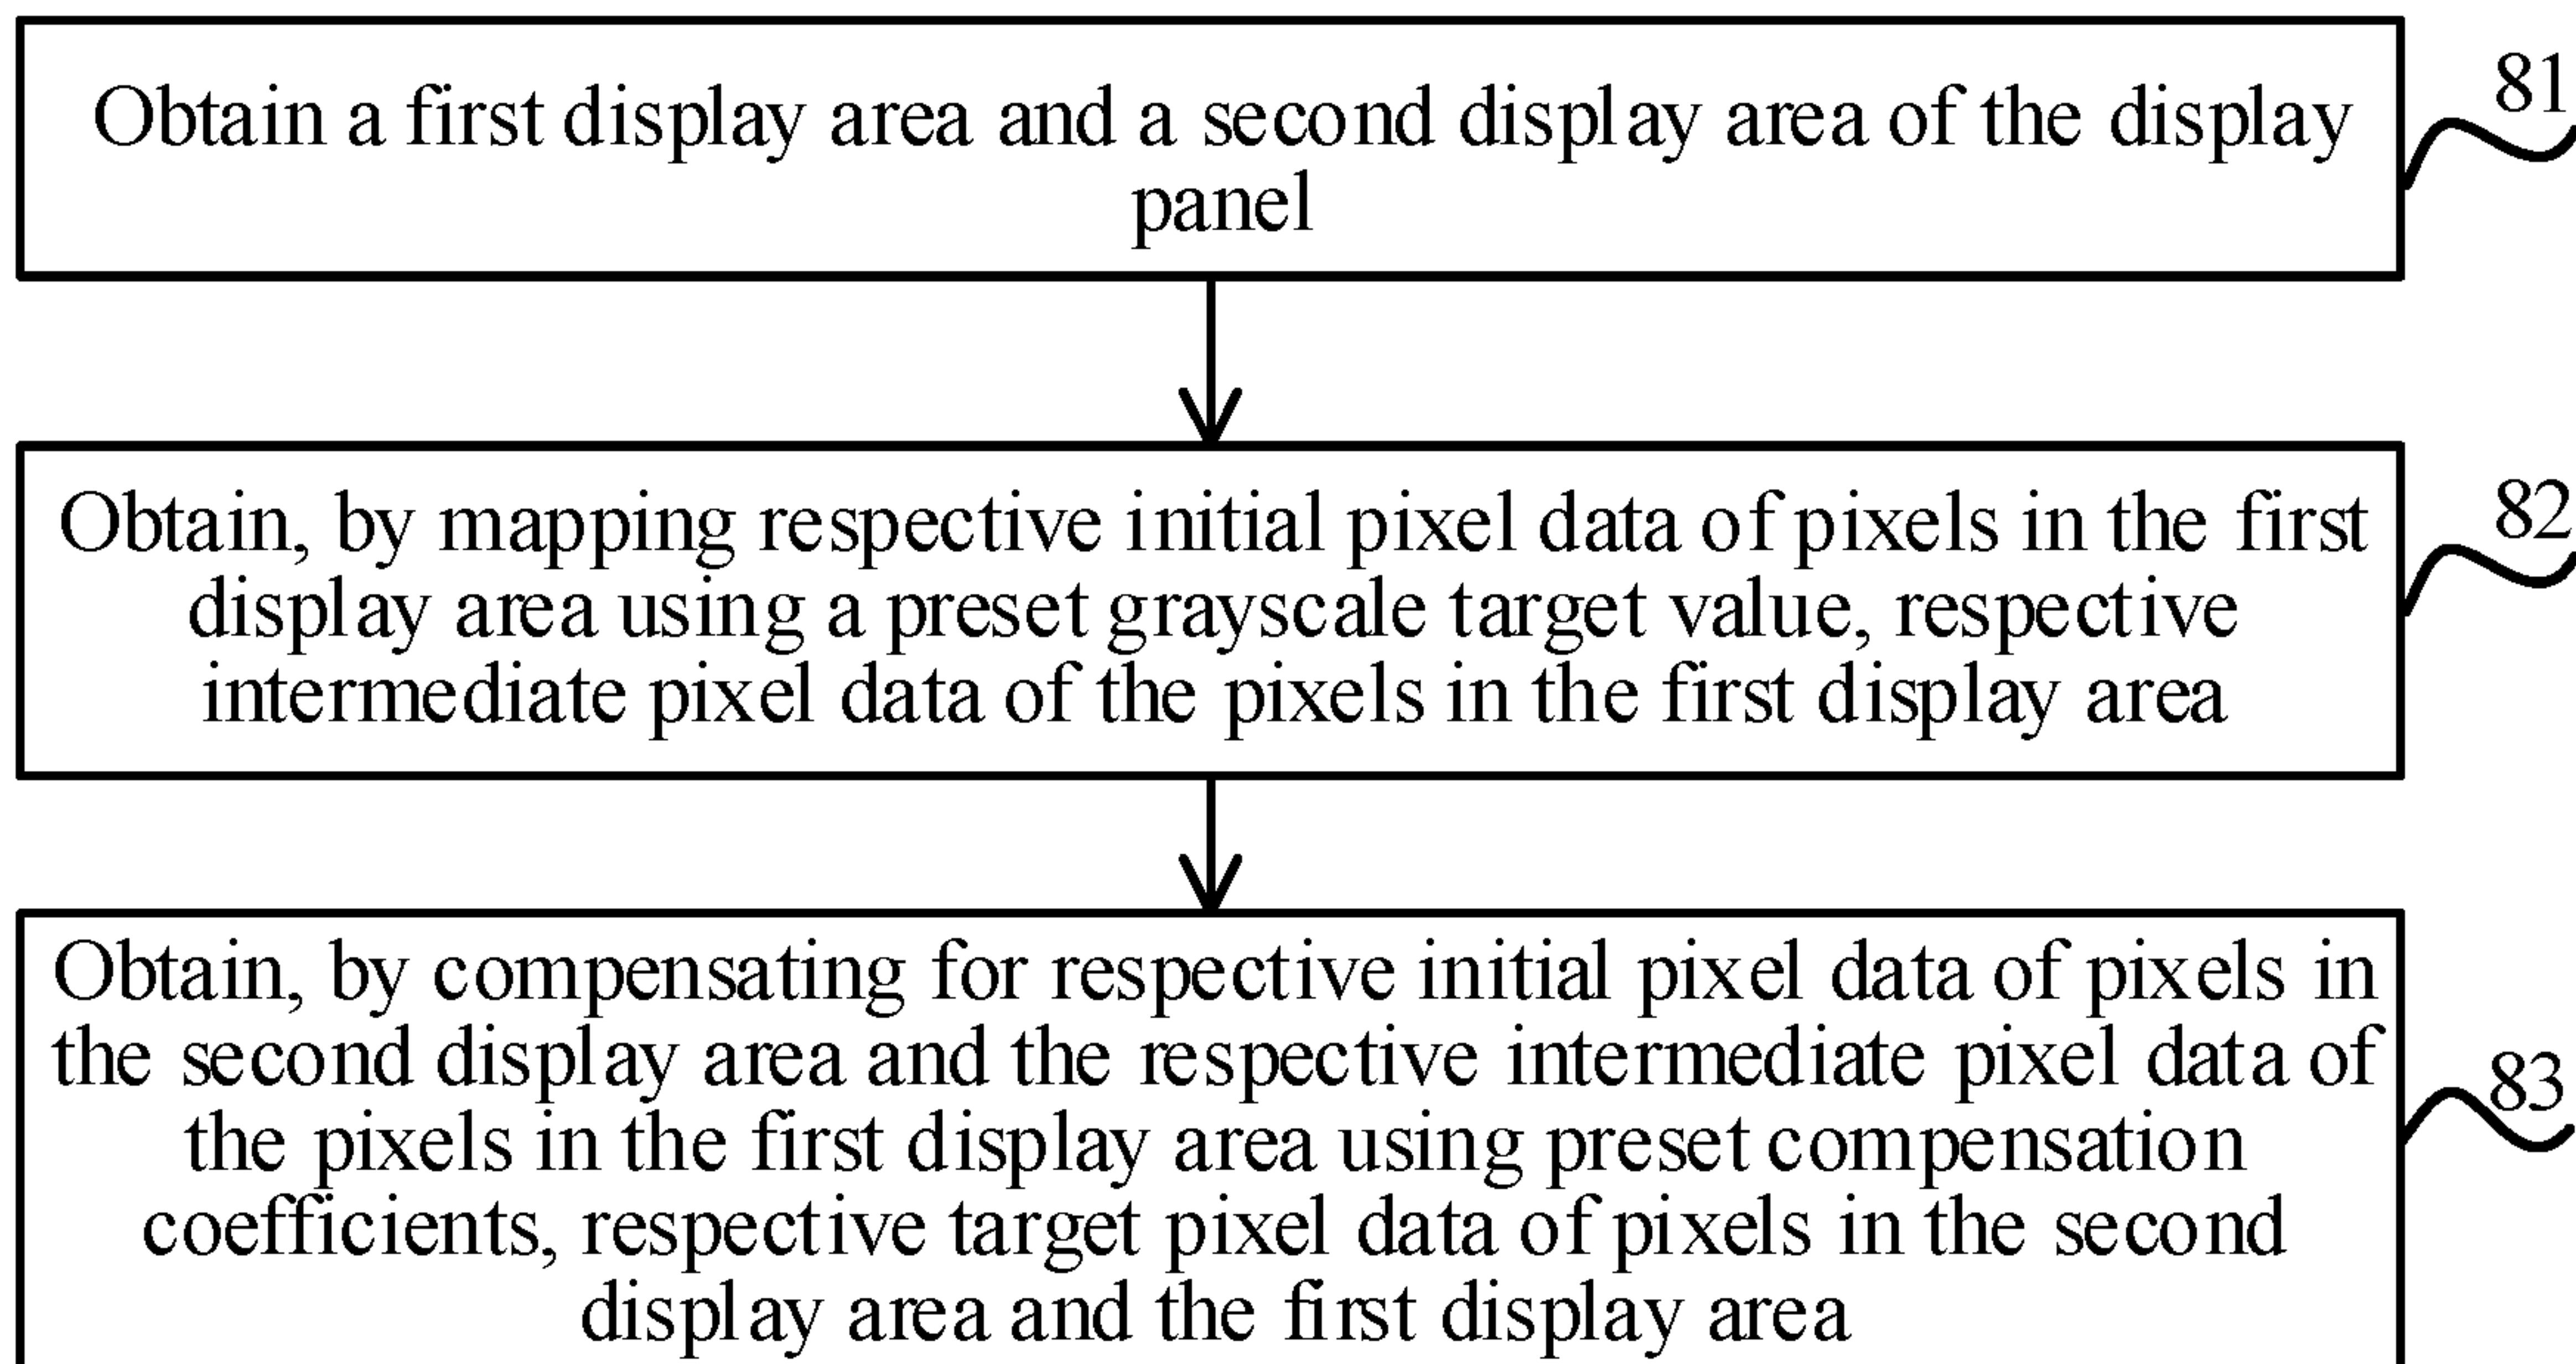 Obtain a first display area and a second display area of the display
panel
81
Obtain, by mapping respective initial pixel data of pixels in the first
display area using a preset grayscale target value, respective
intermediate pixel data of the pixels in the first display area
82
Obtain, by compensating for respective initial pixel data of pixels in
the second display area and the respective intermediate pixel data of
the pixels in the first display area using preset compensation
coefficients, respective target pixel data of pixels in the second
display area and the first display area
83